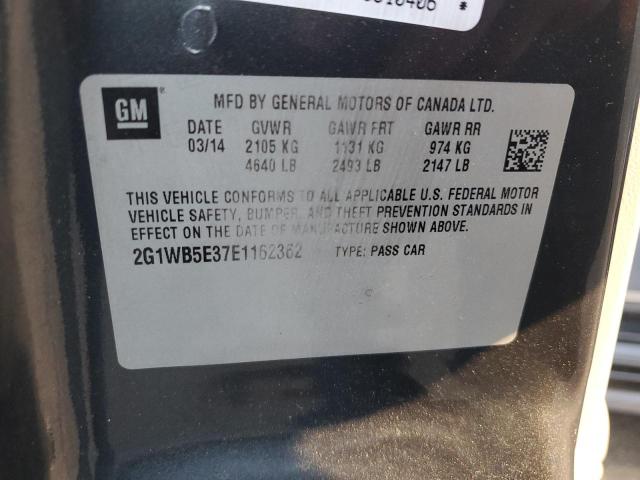 GM ®
MFD BY GENERAL MOTORS OF CANADA LTD.
DATE GVWR GAWR FRT GAWR RR
03/14 2105 KG 1131 KG 974 KG
4640 LB 2493 LB 2147 LB
THIS VEHICLE CONFORMS TO ALL APPLICABLE U.S. FEDERAL MOTOR
VEHICLE SAFETY, BUMPER, AND THEFT PREVENTION STANDARDS IN
EFFECT ON THE DATE OF MANUFACTURE SHOWN ABOVE.
2G1WB5E37E1162362 TYPE: PASS CAR